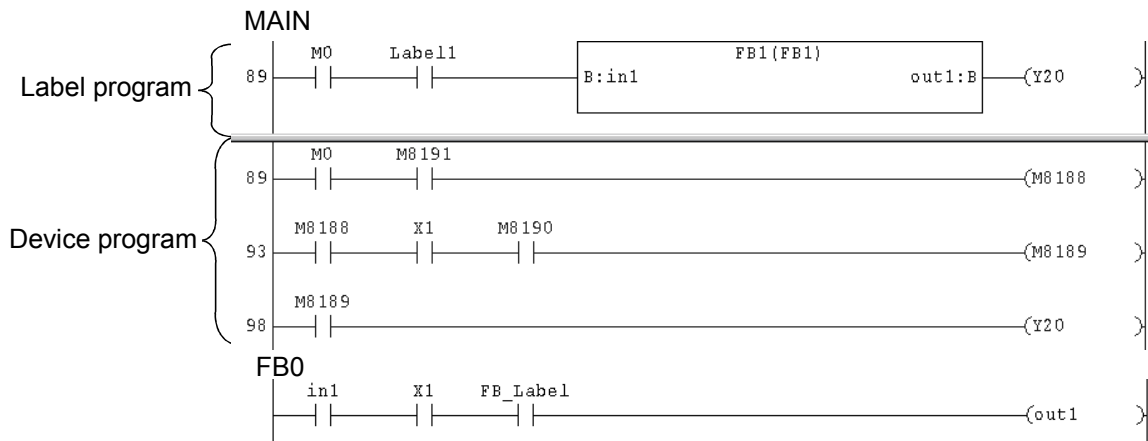 MAIN
M0 Label1 FB1(FB1)
Label program 89 B:in1 out1:B (Y20 )
M0 M8191
89 (M8188 )
M8188 X1 M8190
Device program 93 (M8189 )
M8189
98 (Y20 )
FB0
in1 X1 FB_Label
(out1 )